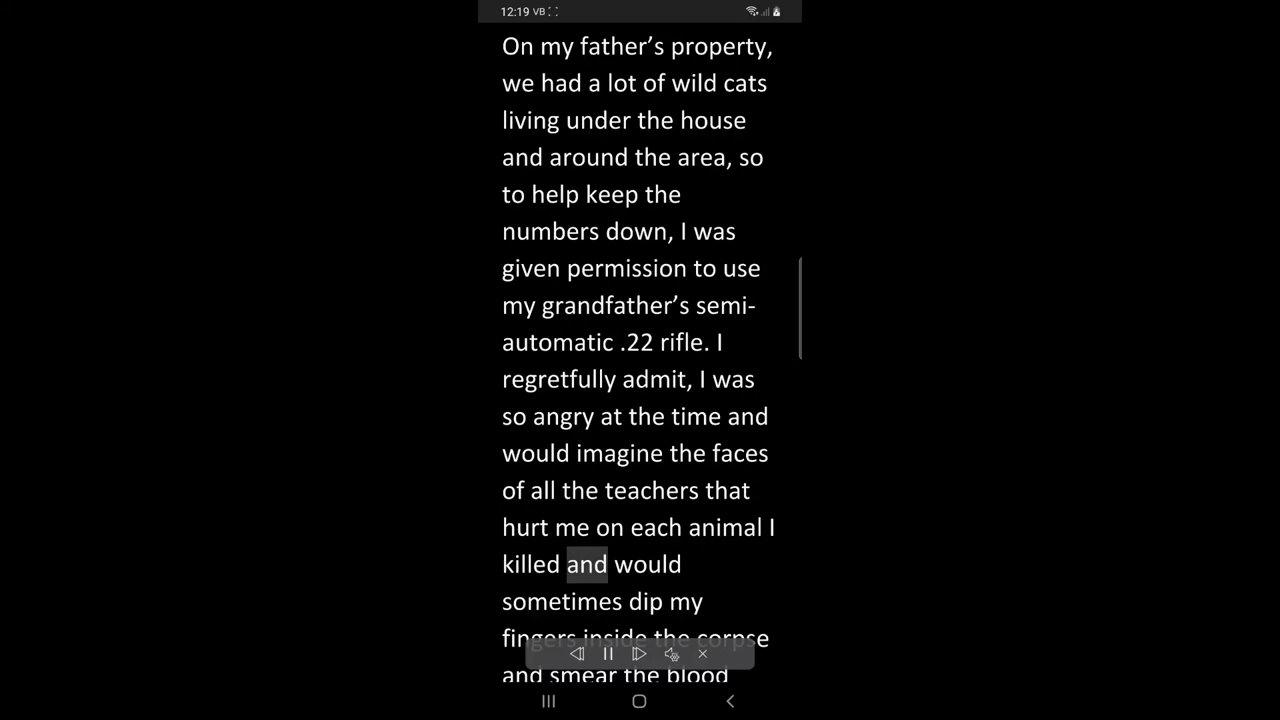 12:19 VB
On my father’s property,
we had a lot of wild cats
living under the house
and around the area, so
to help keep the
numbers down, I was
given permission to use
my grandfather’s semi-
automatic .22 rifle. I
regretfully admit, I was
so angry at the time and
would imagine the faces
of all the teachers that
hurt me on each animal I
killed and would
sometimes dip my
fingers inside the corpse
and smear the blood